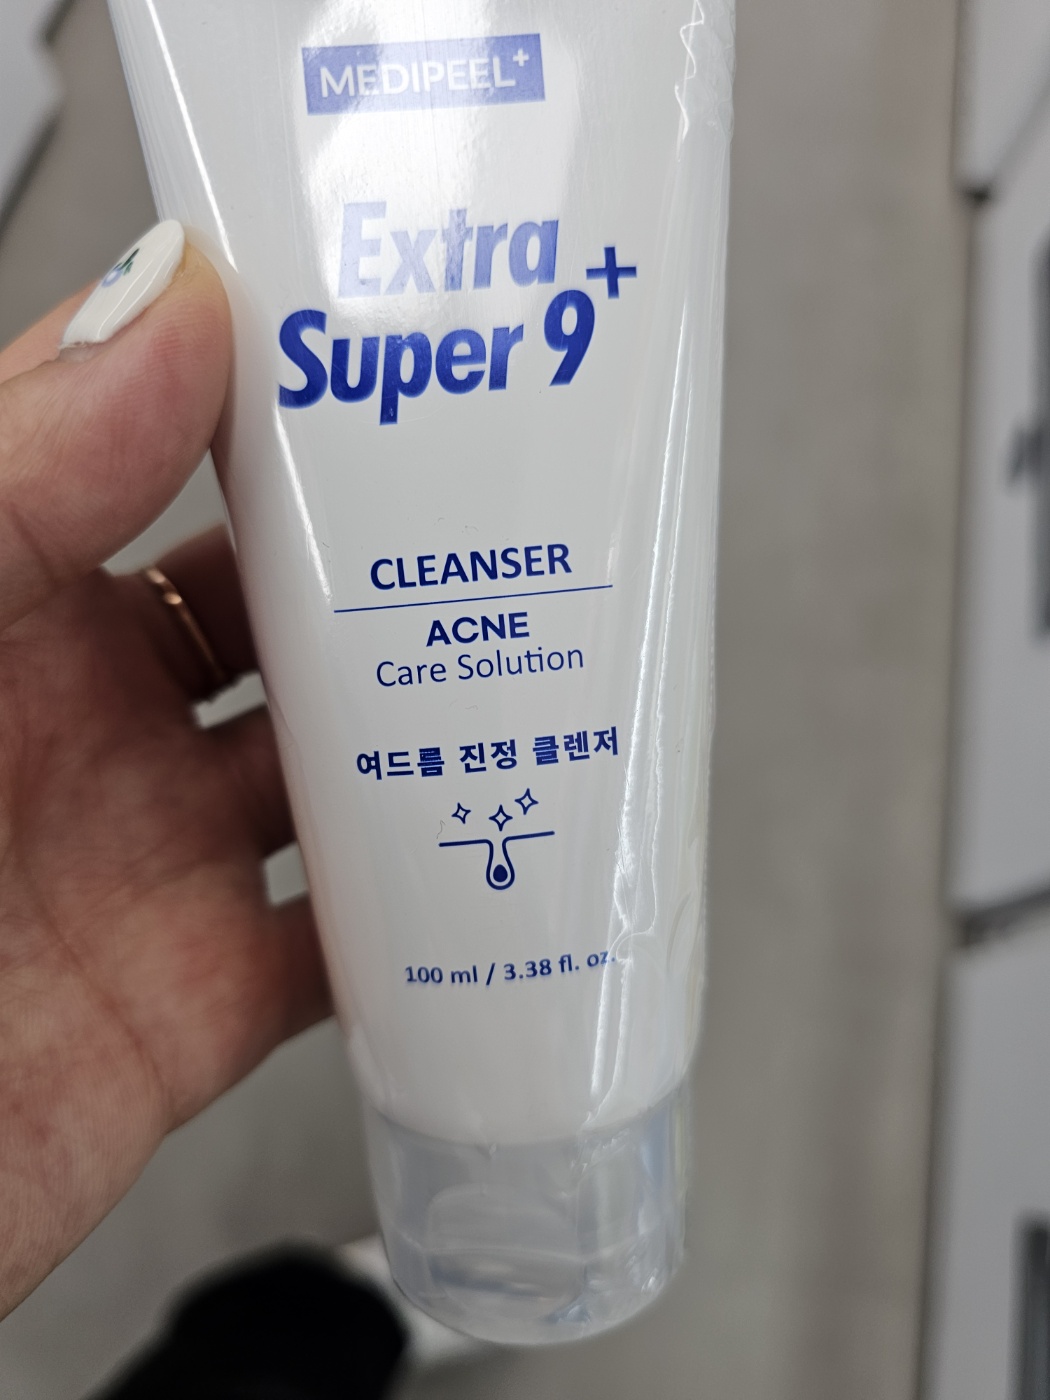 MEDIPEEL+
Extra
Super 9+
CLEANSER
ACNE
Care Solution
여드름 진정 클렌저
100 ml / 3.38 fl. oz.